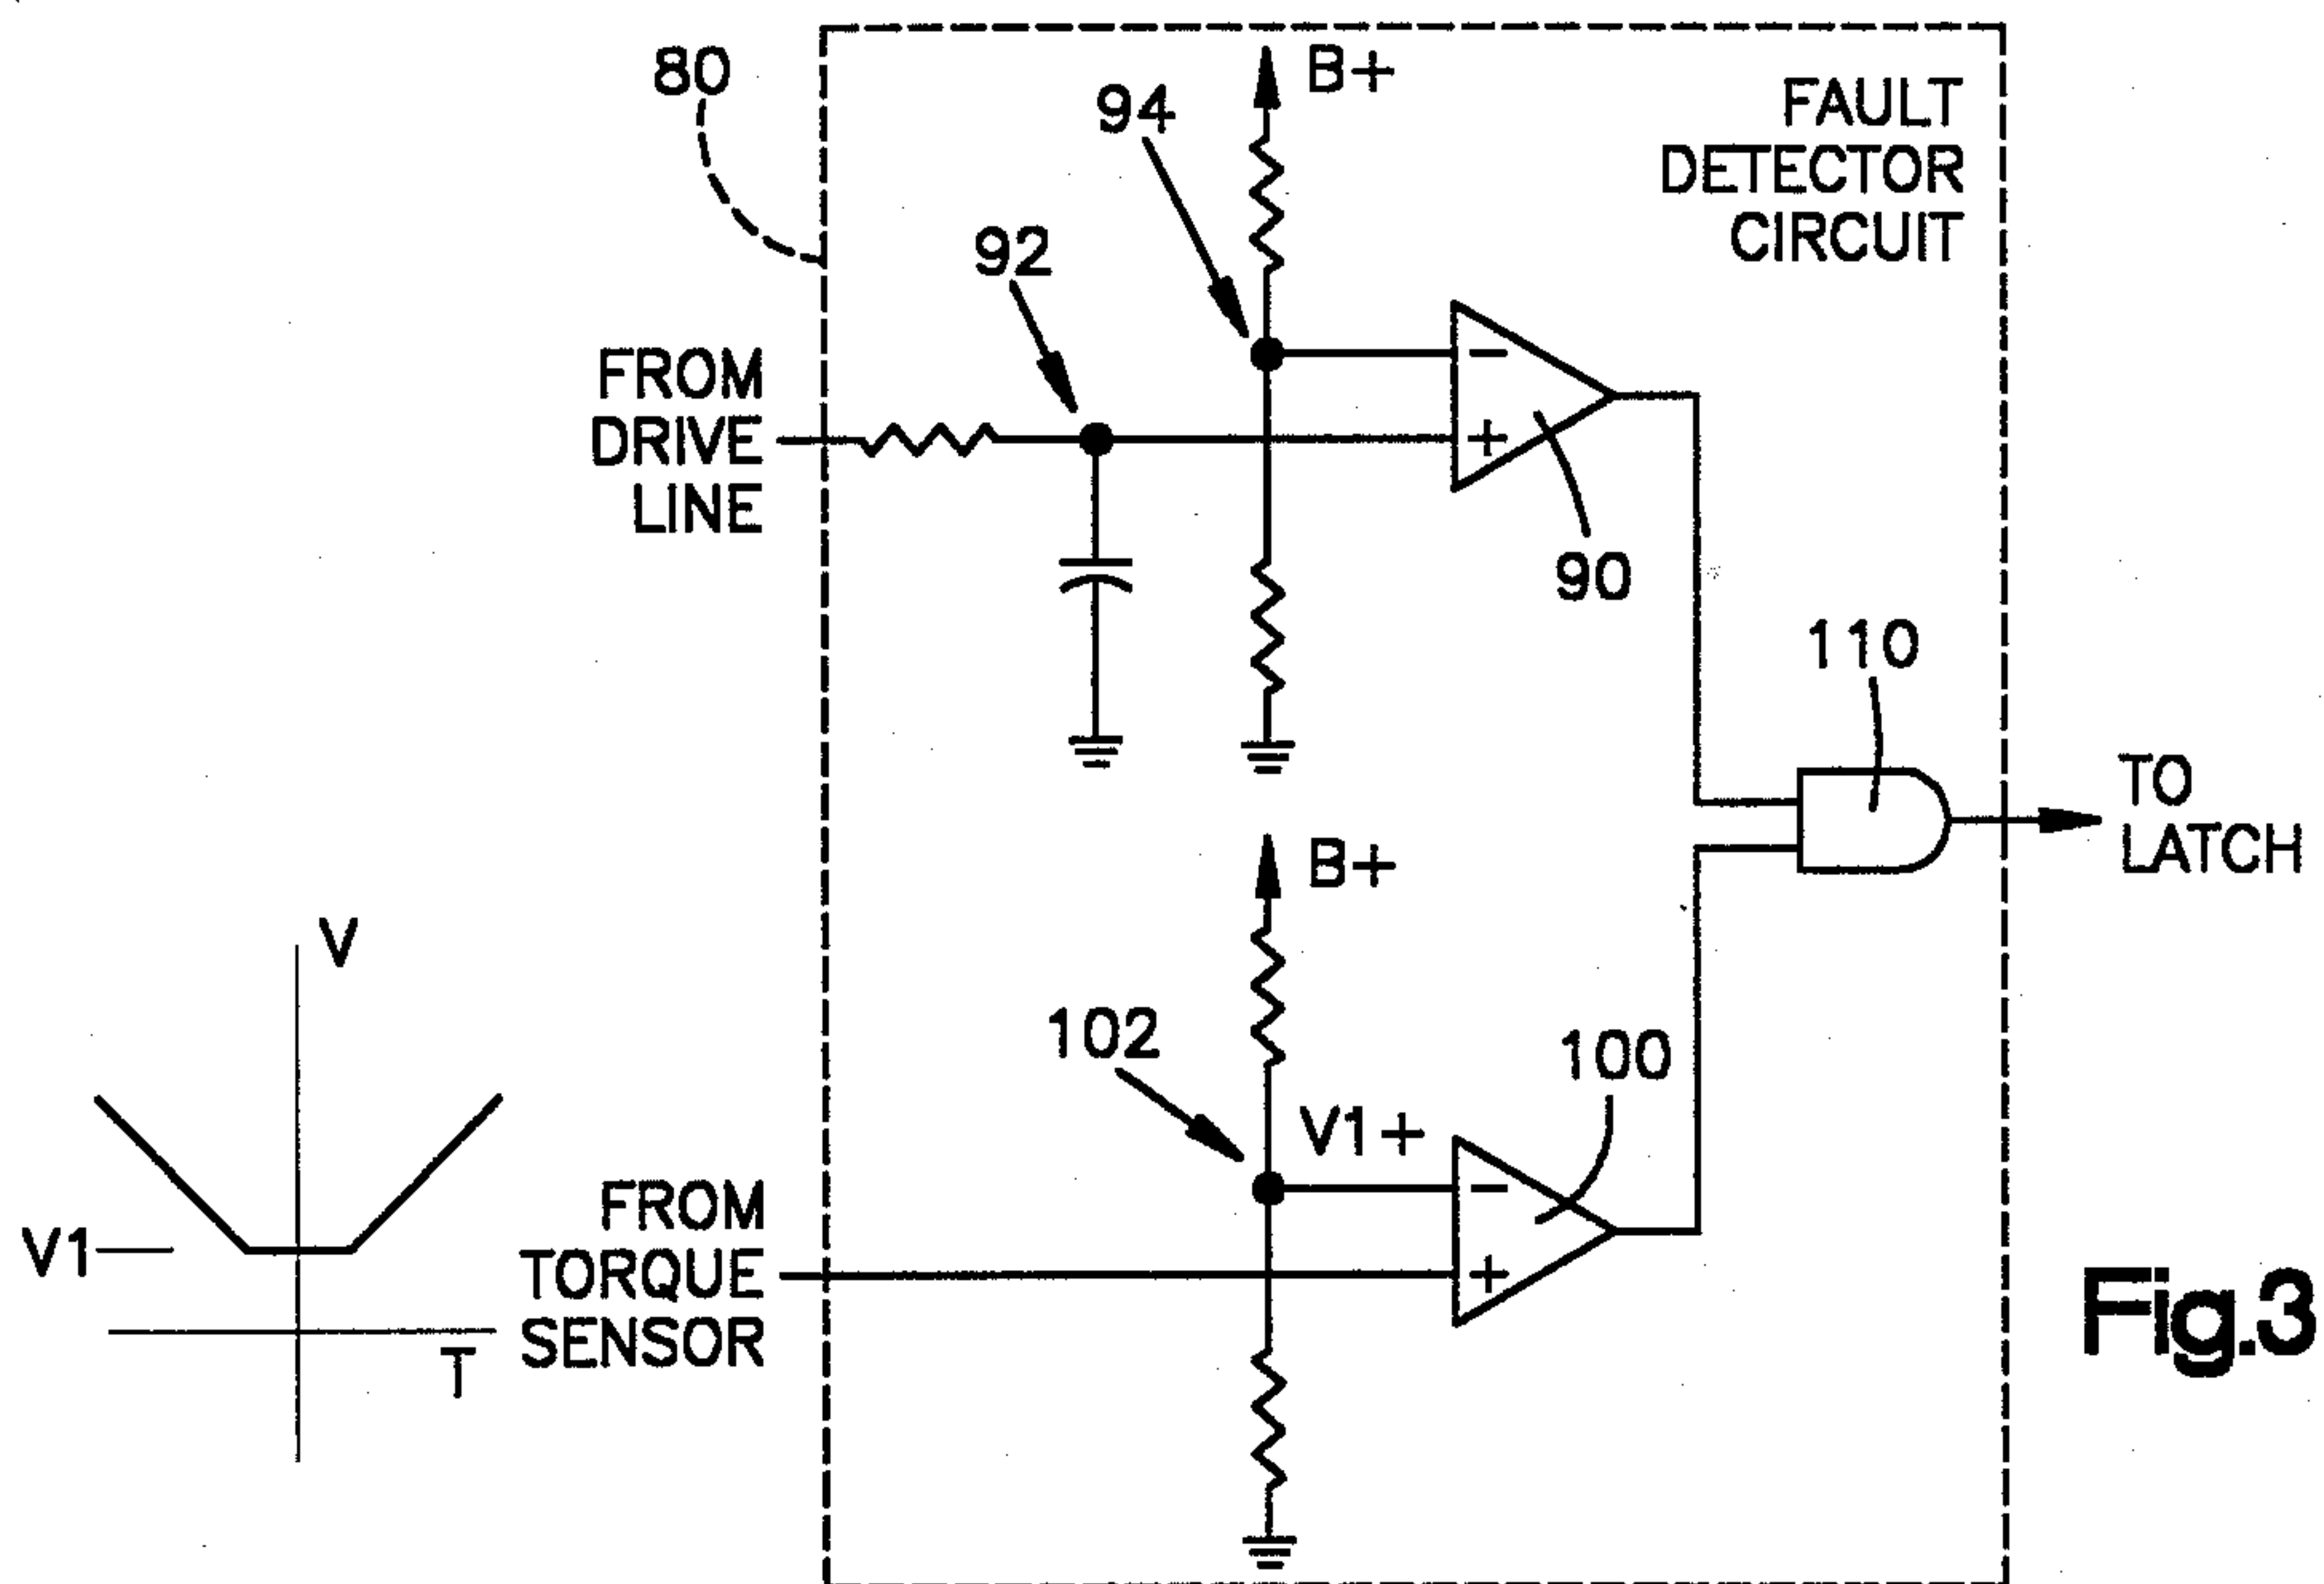 80
B+
94
FAULT
DETECTOR
CIRCUIT
92
FROM
DRIVE
LINE
−
+
90
110
TO
LATCH
B+
V
102
100
V1+
V1
FROM
TORQUE
SENSOR
−
+
T
Fig.3